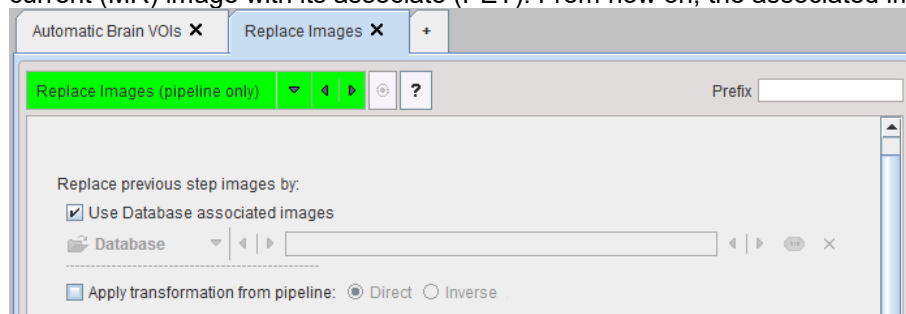 current (MR) image with its associate (PET). From now on, the associated im
Automatic Brain VOIs ✕ Replace Images ✕ +
Replace Images (pipeline only) ? Prefix
Replace previous step images by:
Use Database associated images
Database
Apply transformation from pipeline: Direct Inverse